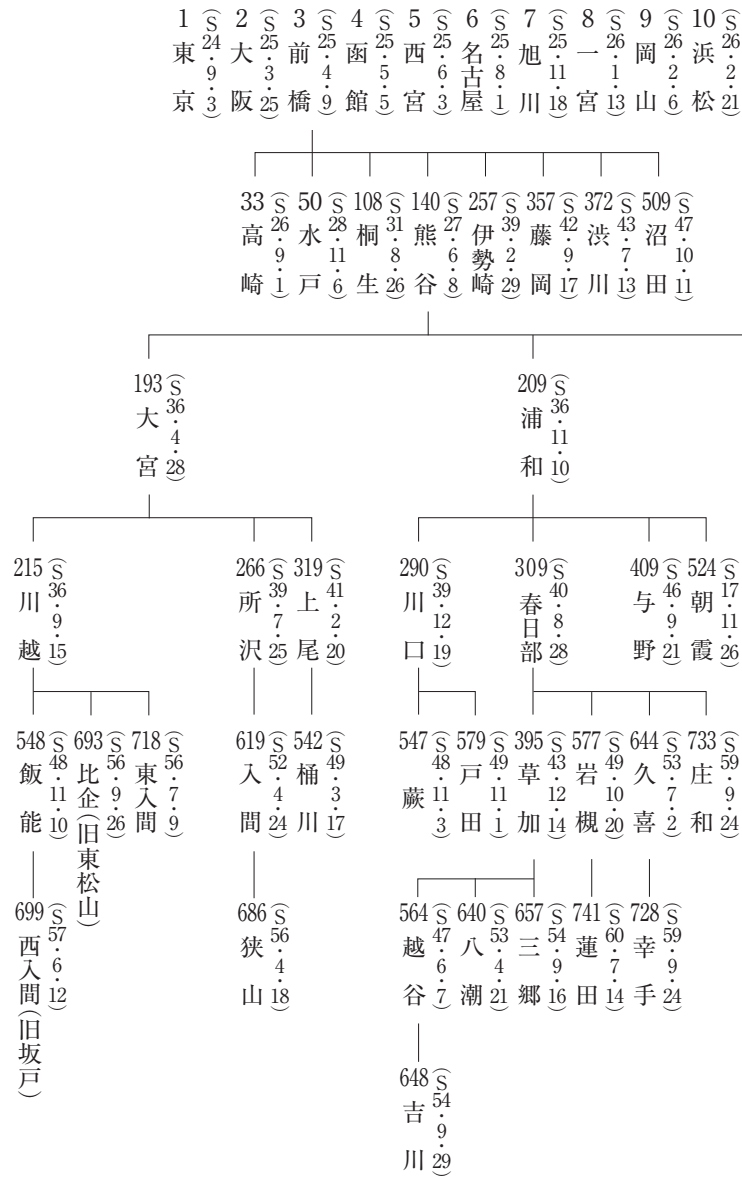 1 東京 (S24・9・3)
2 大阪 (S25・3・25)
3 前橋 (S25・4・9)
4 函館 (S25・5・5)
5 西宮 (S25・6・3)
6 名古屋 (S25・8・1)
7 旭川 (S25・11・18)
8 一宮 (S26・1・13)
9 岡山 (S26・2・6)
10 浜松 (S26・2・21)
33 高崎 (S26・9・1)
50 水戸 (S28・11・6)
108 桐生 (S31・8・26)
140 熊谷 (S27・6・8)
257 伊勢崎 (S39・2・29)
357 藤岡 (S42・9・17)
372 渋川 (S43・7・13)
509 沼田 (S47・10・11)
193 大宮 (S36・4・28)
209 浦和 (S36・11・10)
215 川越 (S36・9・15)
266 所沢 (S39・7・25)
319 上尾 (S41・2・20)
290 川口 (S39・12・19)
309 春日部 (S40・8・28)
409 与野 (S46・9・21)
524 朝霞 (S17・11・26)
548 飯能 (S48・11・10)
693 比企(旧東松山) (S56・9・26)
718 東入間 (S56・7・9)
619 入間 (S52・4・24)
542 桶川 (S49・3・17)
547 蕨 (S48・11・3)
579 戸田 (S49・11・1)
395 草加 (S43・12・14)
577 岩槻 (S49・10・20)
644 久喜 (S53・7・2)
733 庄和 (S59・9・24)
699 西入間(旧坂戸) (S57・6・12)
686 狭山 (S56・4・18)
564 越谷 (S47・6・7)
640 八潮 (S53・4・21)
657 三郷 (S54・9・16)
741 蓮田 (S60・7・14)
728 幸手 (S59・9・24)
648 吉川 (S54・9・29)